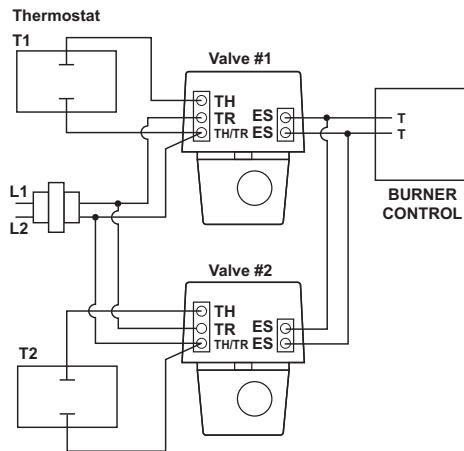 Thermostat
T1
Valve #1
TH
TR
TH/TR
ES
ES
T
T
BURNER
CONTROL
L1
L2
Valve #2
TH
TR
TH/TR
ES
ES
T2